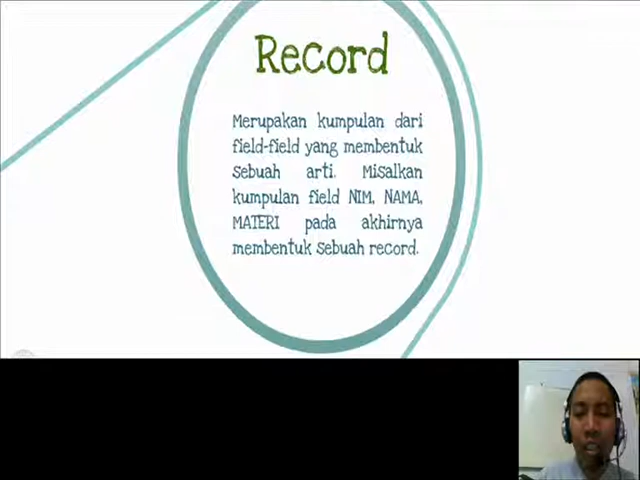 Record
Merupakan kumpulan dari
field-field yang membentuk
sebuah arti. Misalkan
kumpulan field NIM, NAMA,
MATERI pada akhirnya
membentuk sebuah record.